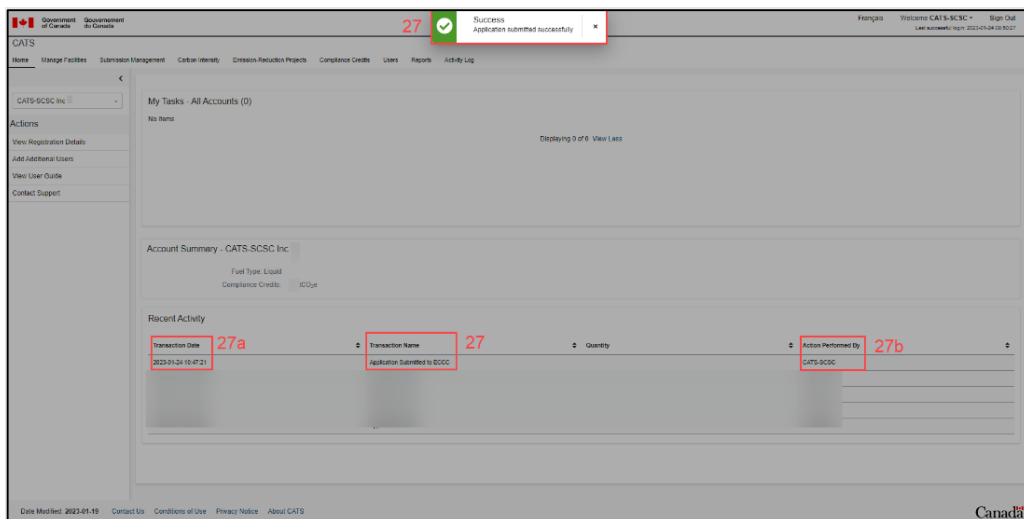 Government of Canada
Gouvernement du Canada
27
Success
Application submitted successfully
×
Français
Welcome CATS-SCSC
Sign Out
CATS
Home Manage Facilities Submission Management Carbon Intensity Emission-Reduction Projects Compliance Credits Users Reports Activity Log
CATS-SCSC Inc
Actions
View Registration Details
Add Additional Users
View User Guide
Contact Support
My Tasks - All Accounts (0)
No items
Displaying 0 of 0 View Less
Account Summary - CATS-SCSC Inc
Fuel Type: Liquid
Compliance Credits: tCO₂e
Recent Activity
Transaction Date 27a Transaction Name 27 Quantity Action Performed By 27b
2023-01-24 10:47:21 Application Submitted to ECCC CATS-SCSC
Date Modified: 2023-01-19 Contact Us Conditions of Use Privacy Notice About CATS
Canada